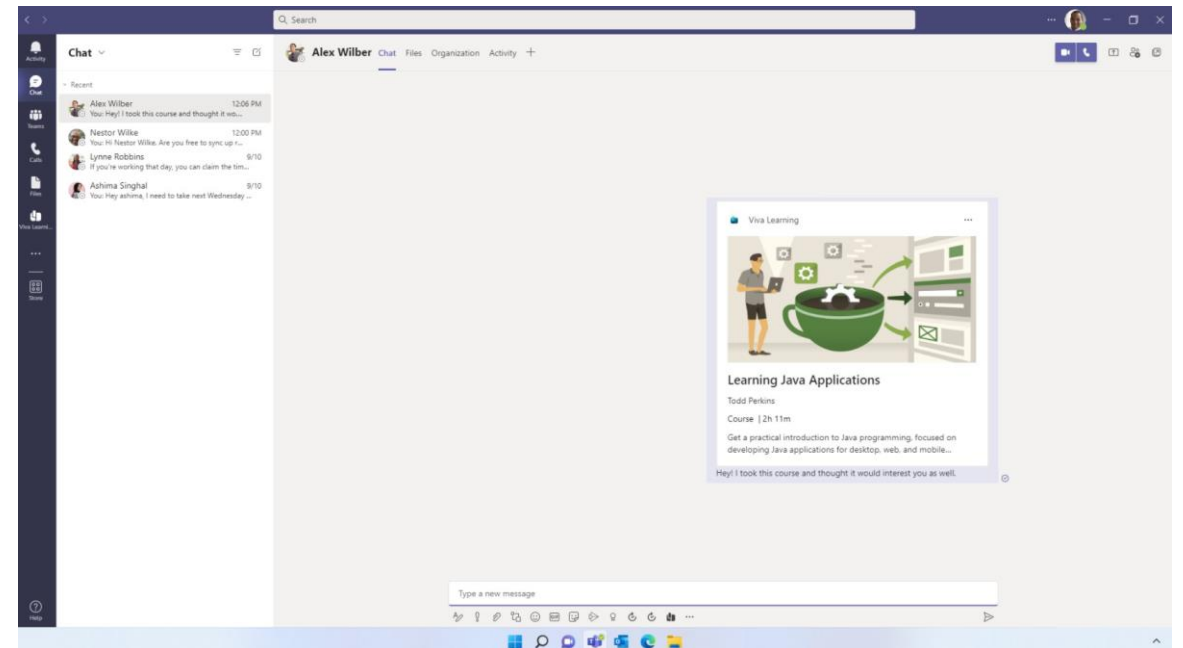 Search
Activity
Chat
Teams
Calls
Files
Viva Learni...
Store
Help
Chat
Recent
Alex Wilber 12:06 PM
You: Hey! I took this course and thought it wo...
Nestor Wilke 12:00 PM
You: Hi Nestor Wilke. Are you free to sync up r...
Lynne Robbins 9/10
If you're working that day, you can claim the tim...
Ashima Singhal 9/10
You: Hey ashima, I need to take next Wednesday ...
Alex Wilber Chat Files Organization Activity
Viva Learning
Learning Java Applications
Todd Perkins
Course | 2h 11m
Get a practical introduction to Java programming, focused on
developing Java applications for desktop, web, and mobile...
Hey! I took this course and thought it would interest you as well.
Type a new message